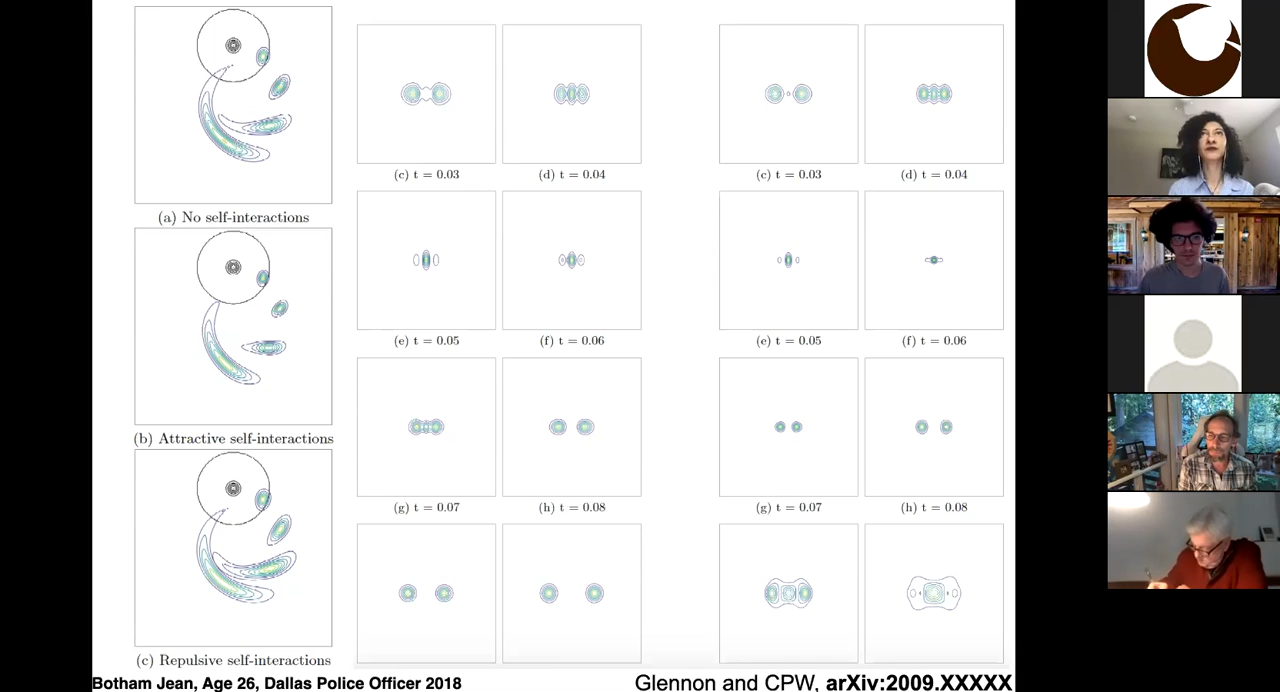 (a) No self-interactions
(b) Attractive self-interactions
(c) Repulsive self-interactions
(c) t = 0.03
(d) t = 0.04
(e) t = 0.05
(f) t = 0.06
(g) t = 0.07
(h) t = 0.08
(c) t = 0.03
(d) t = 0.04
(e) t = 0.05
(f) t = 0.06
(g) t = 0.07
(h) t = 0.08
Botham Jean, Age 26, Dallas Police Officer 2018
Glennon and CPW, arXiv:2009.XXXXX